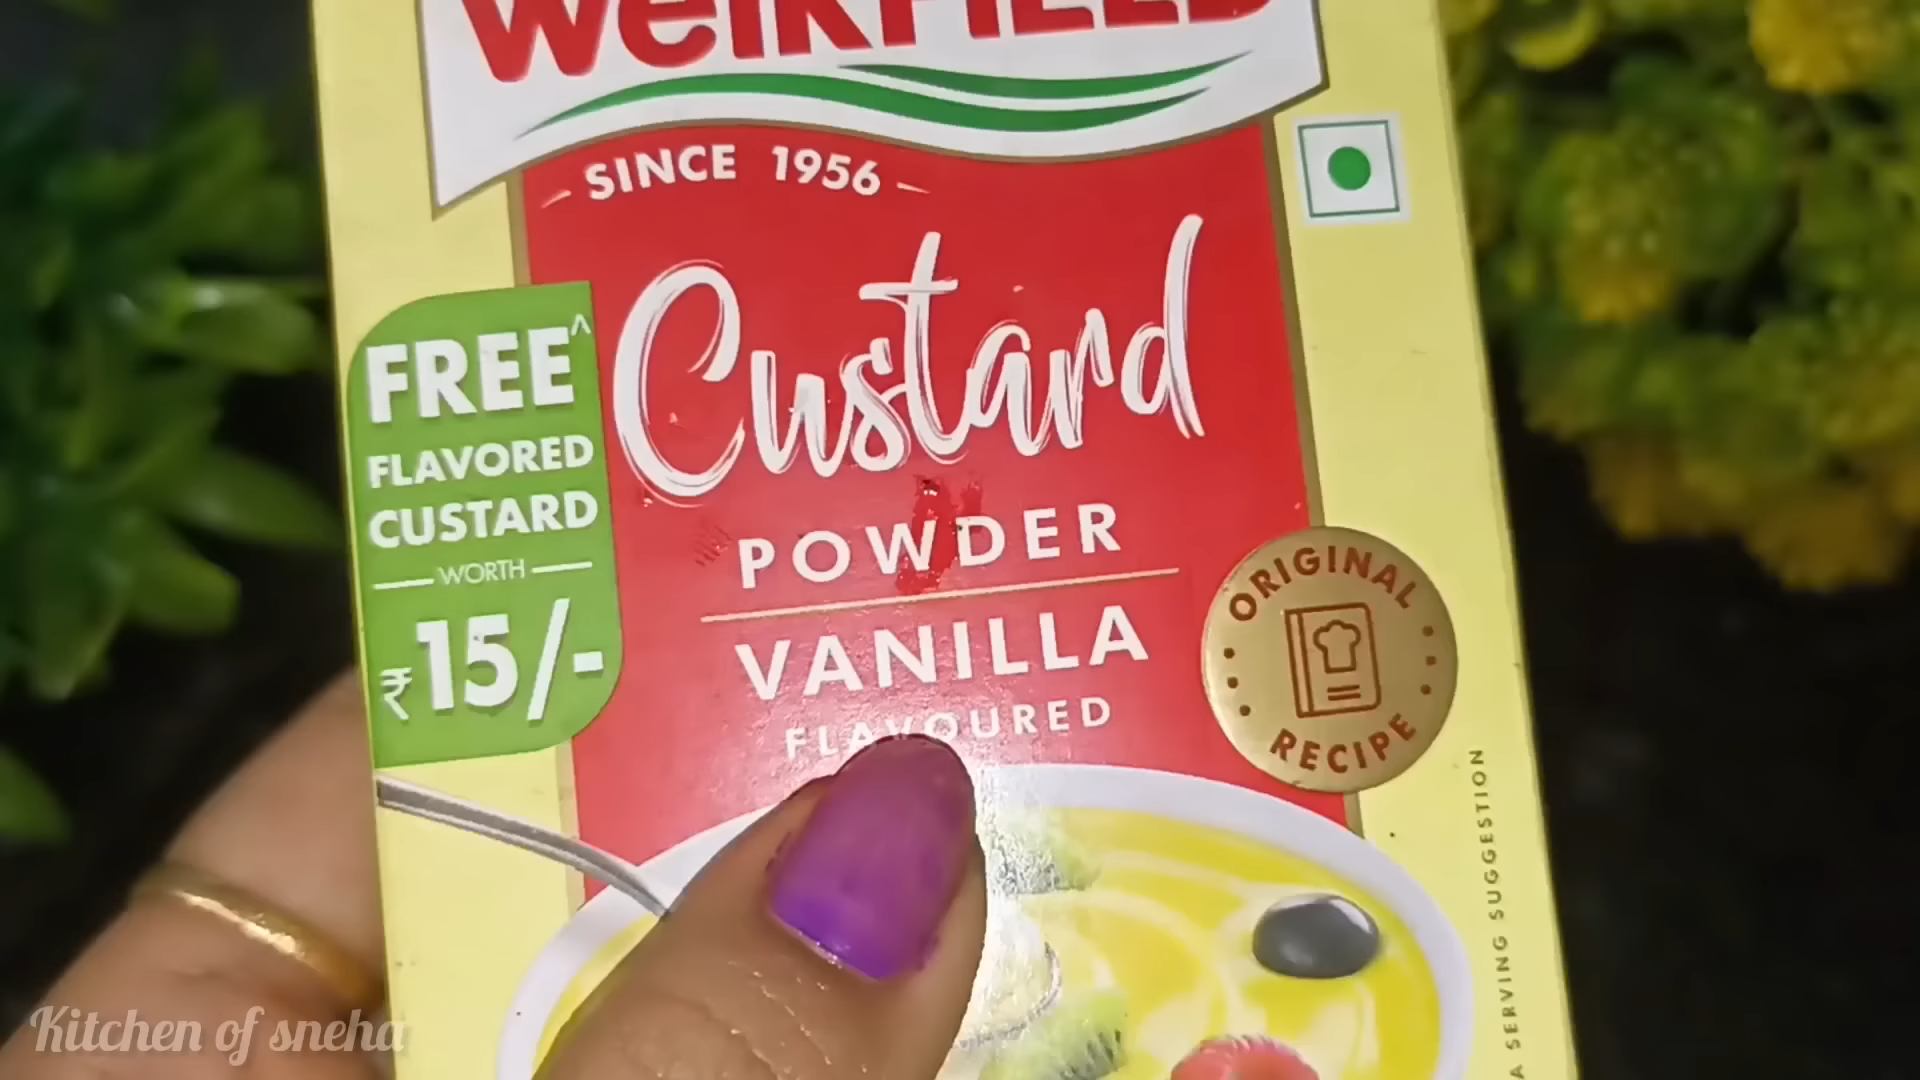 WeiKFiELD
SINCE 1956
Custard
POWDER
VANILLA
FLAVOURED
FREE^
FLAVORED
CUSTARD
WORTH
₹15/-
ORIGINAL
RECIPE
A SERVING SUGGESTION
Kitchen of sneha